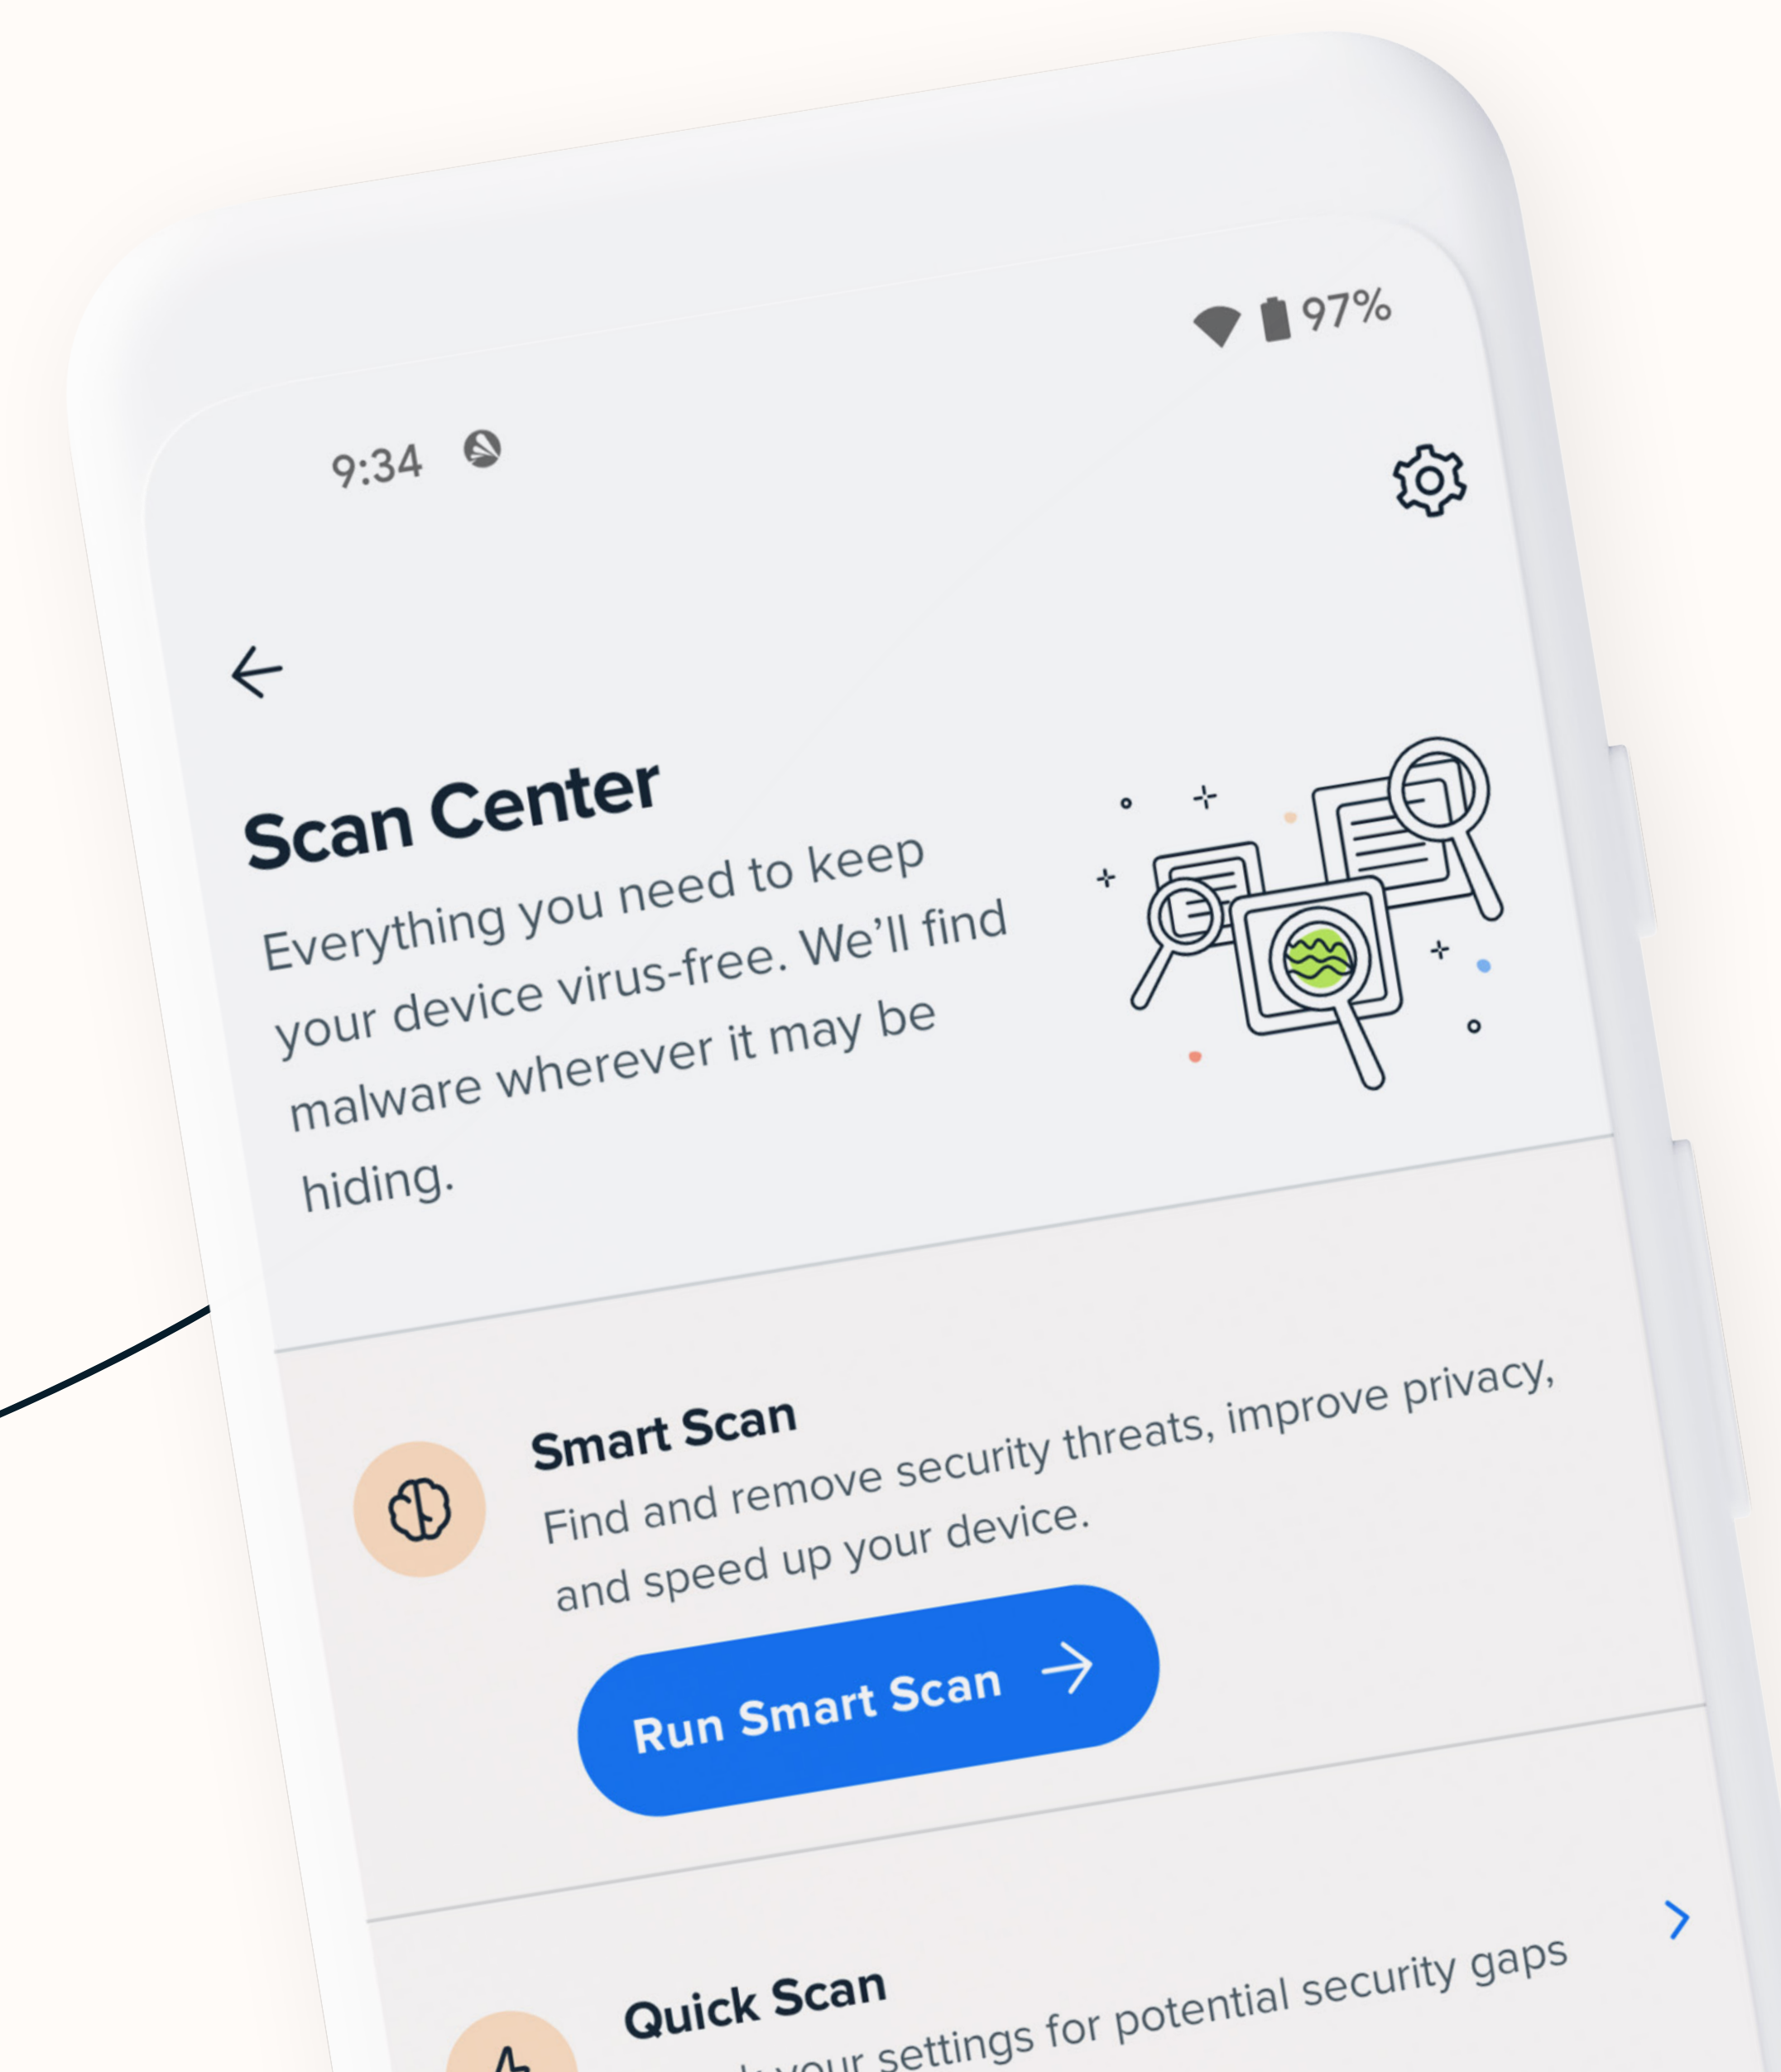 9:34
97%
Scan Center
Everything you need to keep
your device virus-free. We’ll find
malware wherever it may be
hiding.
Smart Scan
Find and remove security threats, improve privacy,
and speed up your device.
Run Smart Scan
Quick Scan
your settings for potential security gaps